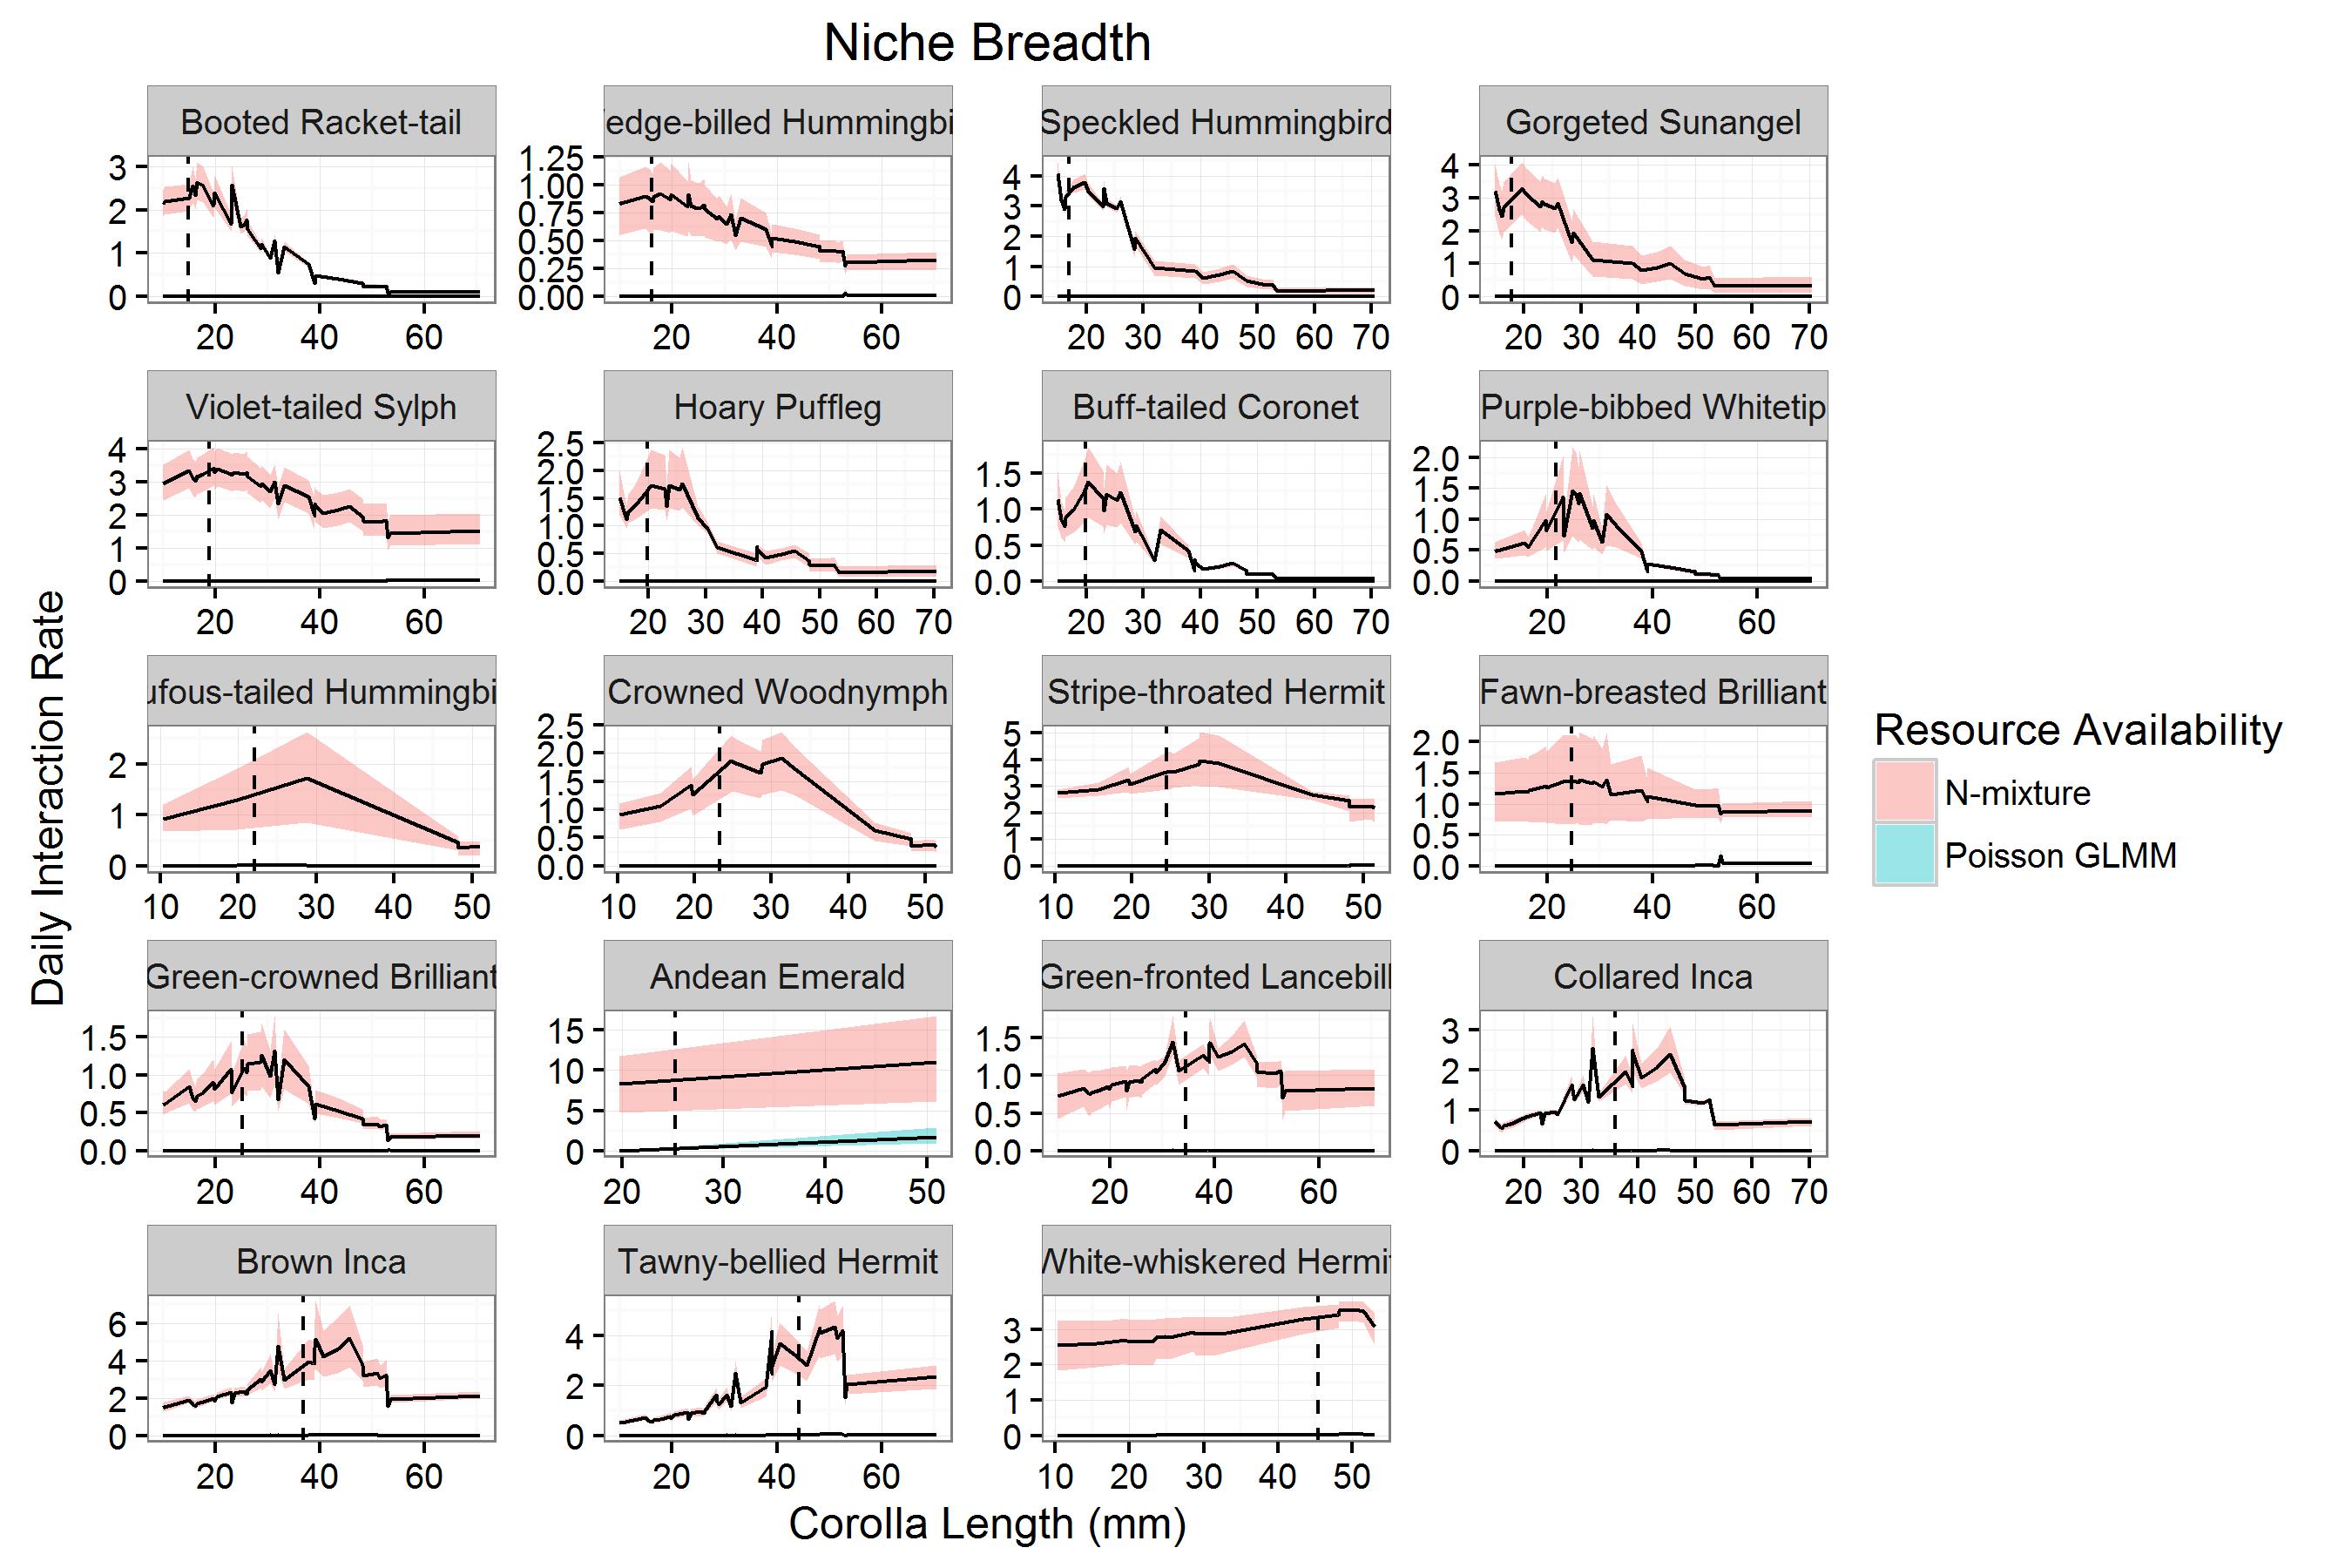 Niche Breadth
Booted Racket-tail
edge-billed Hummingbi
Speckled Hummingbird
Gorgeted Sunangel
3
2
1
0
20 40 60
1.25
1.00
0.75
0.50
0.25
0.00
20 40 60
4
3
2
1
0
20 30 40 50 60 70
4
3
2
1
0
20 30 40 50 60 70
Violet-tailed Sylph
Hoary Puffleg
Buff-tailed Coronet
Purple-bibbed Whitetip
4
3
2
1
0
20 40 60
2.5
2.0
1.5
1.0
0.5
0.0
20 30 40 50 60 70
1.5
1.0
0.5
0.0
20 30 40 50 60 70
2.0
1.5
1.0
0.5
0.0
20 40 60
ufous-tailed Hummingbi
Crowned Woodnymph
Stripe-throated Hermit
Fawn-breasted Brilliant
2
1
0
10 20 30 40 50
2.5
2.0
1.5
1.0
0.5
0.0
10 20 30 40 50
5
4
3
2
1
0
10 20 30 40 50
2.0
1.5
1.0
0.5
0.0
20 40 60
Green-crowned Brilliant
Andean Emerald
Green-fronted Lancebill
Collared Inca
1.5
1.0
0.5
0.0
20 40 60
15
10
5
0
20 30 40 50
1.5
1.0
0.5
0.0
20 40 60
3
2
1
0
20 30 40 50 60 70
Brown Inca
Tawny-bellied Hermit
White-whiskered Hermit
6
4
2
0
20 40 60
4
2
0
20 40 60
3
2
1
0
10 20 30 40 50
Daily Interaction Rate
Corolla Length (mm)
Resource Availability
N-mixture
Poisson GLMM